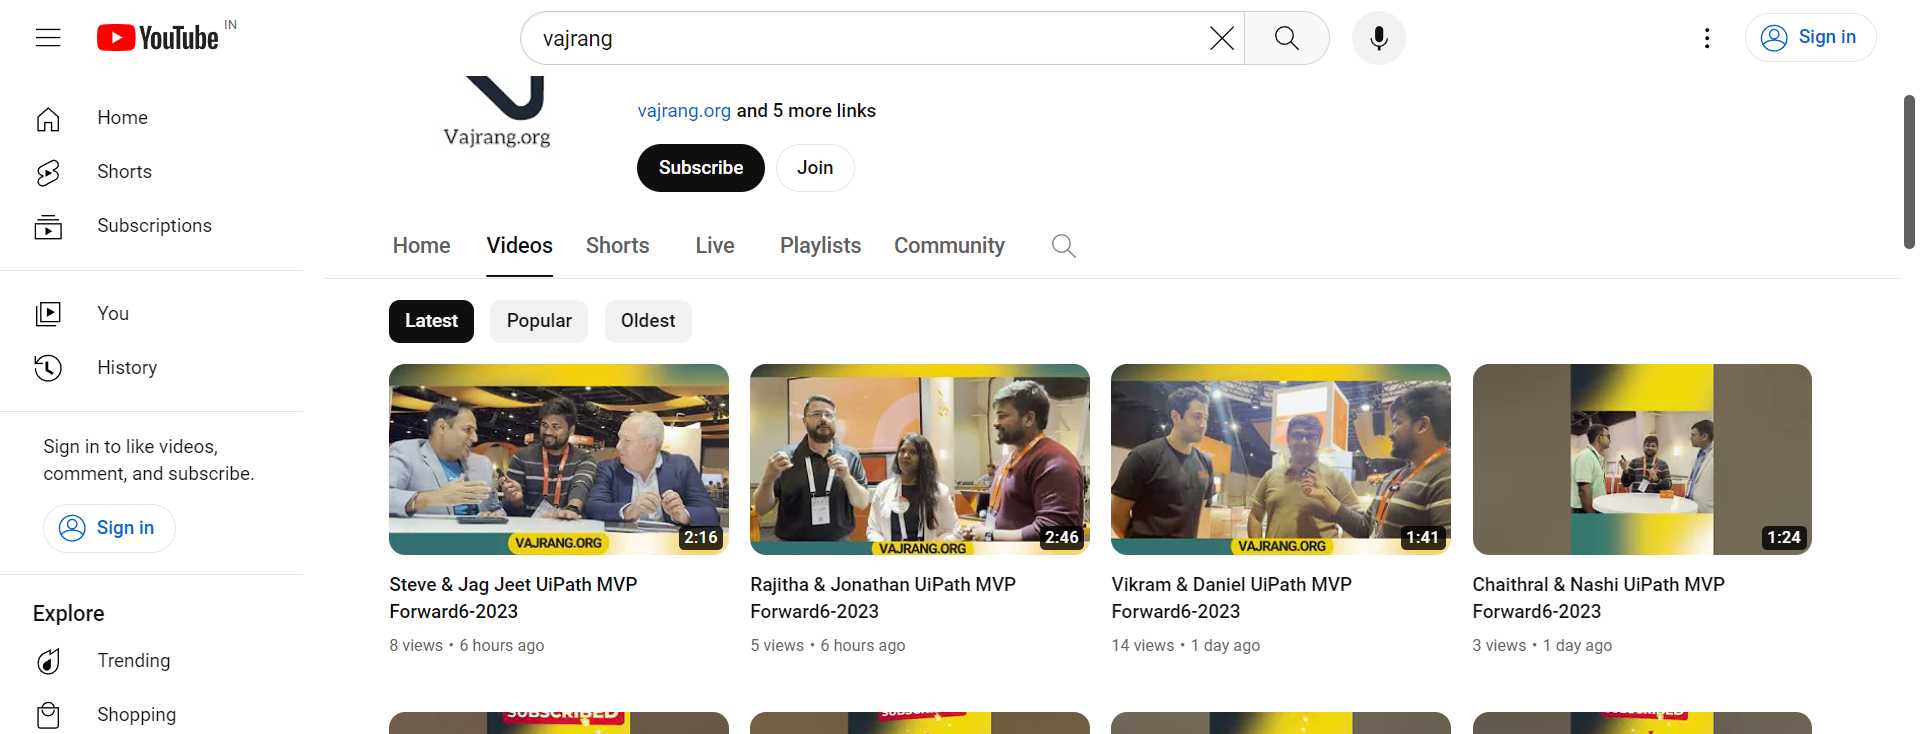 YouTube IN
vajrang
Sign in
Home
Shorts
Subscriptions
You
History
Sign in to like videos,
comment, and subscribe.
Sign in
Explore
Trending
Shopping
Vajrang.org
vajrang.org and 5 more links
Subscribe
Join
Home Videos Shorts Live Playlists Community
Latest Popular Oldest
VAJRANG.ORG
2:16
Steve & Jag Jeet UiPath MVP
Forward6-2023
8 views • 6 hours ago
VAJRANG.ORG
2:46
Rajitha & Jonathan UiPath MVP
Forward6-2023
5 views • 6 hours ago
VAJRANG.ORG
1:41
Vikram & Daniel UiPath MVP
Forward6-2023
14 views • 1 day ago
1:24
Chaithral & Nashi UiPath MVP
Forward6-2023
3 views • 1 day ago
SUBSCRIBED